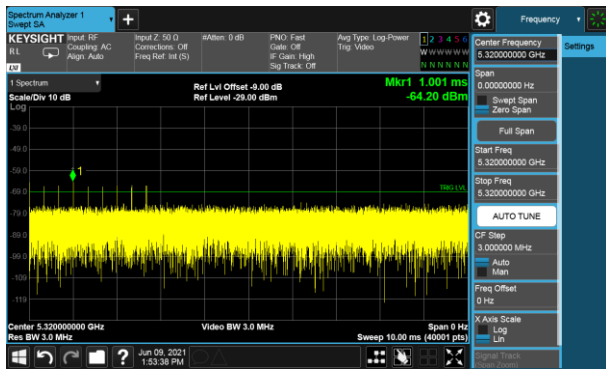 Spectrum Analyzer 1
Swept SA
Frequency
KEYSIGHT
Input: RF
Coupling: AC
Align: Auto
RL
LW
Input Z: 50 Ω
Corrections: Off
Freq Ref: Int (S)
#Atten: 0 dB
PNO: Fast
Gate: Off
IF Gain: High
Sig Track: Off
Avg Type: Log-Power
Trig: Video
1 2 3 4 5 6
W W W W W W
N N N N N N
1 Spectrum
Scale/Div 10 dB
Log
Ref Lvl Offset -9.00 dB
Ref Level -29.00 dBm
Mkr1 1.001 ms
-64.20 dBm
-39.0
-49.0
-59.0
-69.0
-79.0
-89.0
-99.0
-109
-119
1
TRIG LVL
Center 5.320000000 GHz
Res BW 3.0 MHz
Video BW 3.0 MHz
Span 0 Hz
Sweep 10.00 ms (40001 pts)
Jun 09, 2021
1:53:38 PM
?
Center Frequency
5.320000000 GHz
Settings
Span
0.00000000 Hz
Swept Span
Zero Span
Full Span
Start Freq
5.320000000 GHz
Stop Freq
5.320000000 GHz
AUTO TUNE
CF Step
3.000000 MHz
Auto
Man
Freq Offset
0 Hz
X Axis Scale
Log
Lin
Signal Track
(Span Zoom)